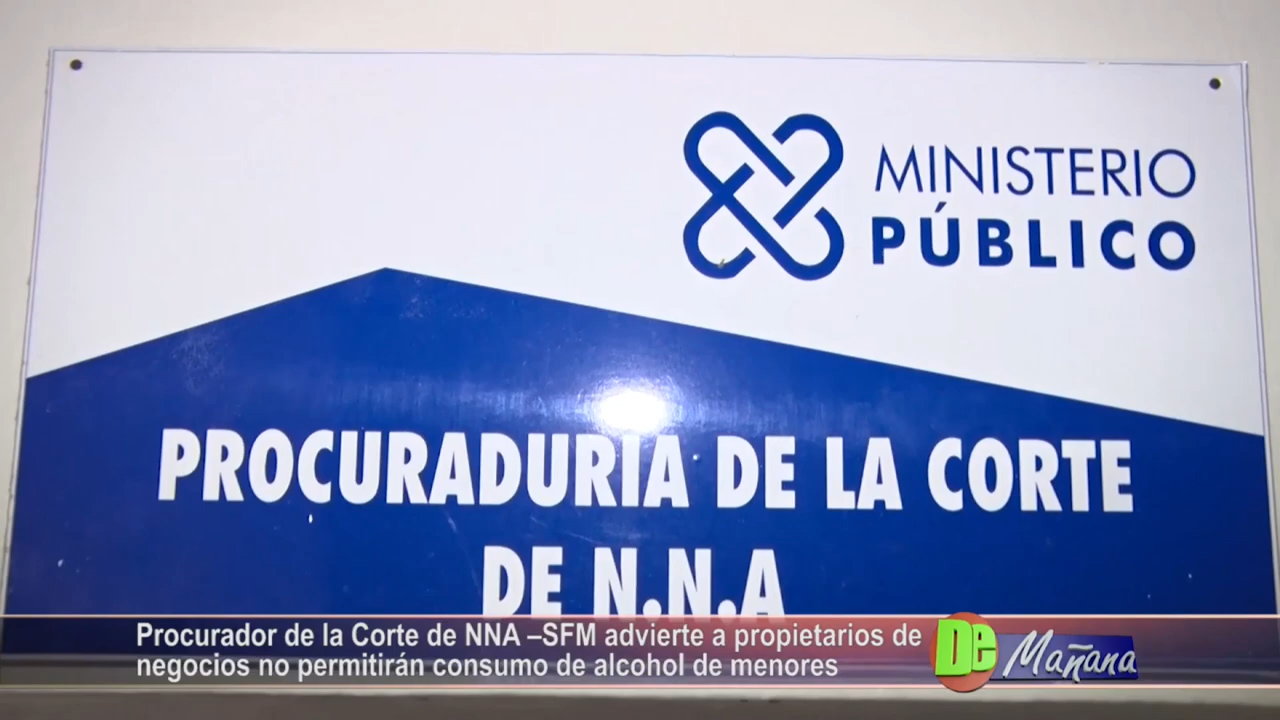 MINISTERIO
PÚBLICO
PROCURADURIA DE LA CORTE
DE N.N.A
Procurador de la Corte de NNA –SFM advierte a propietarios de
negocios no permitirán consumo de alcohol de menores
De Mañana